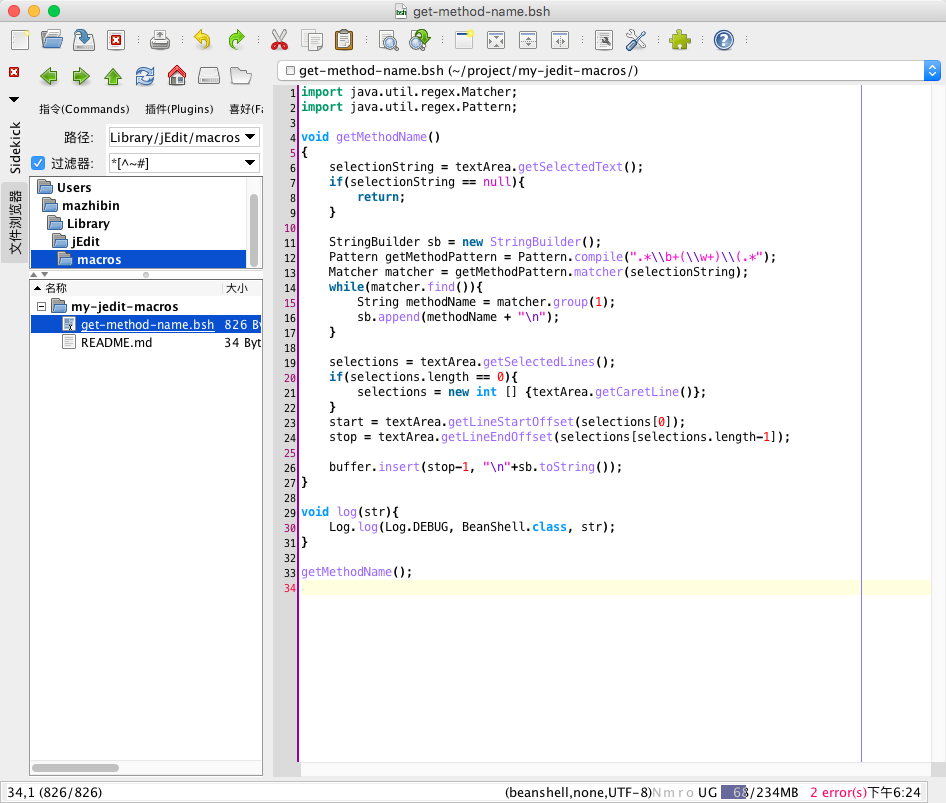 get-method-name.bsh
get-method-name.bsh (~/project/my-jedit-macros/)
指令(Commands) 插件(Plugins) 喜好(Fa
路径: Library/jEdit/macros
过滤器: *[^~#]
Sidekick
文件浏览器
Users
mazhibin
Library
jEdit
macros
名称 大小
my-jedit-macros
get-method-name.bsh 826 By
README.md 34 Byt
1 import java.util.regex.Matcher;
2 import java.util.regex.Pattern;
3
4 void getMethodName()
5 {
6 selectionString = textArea.getSelectedText();
7 if(selectionString == null){
8 return;
9 }
10
11 StringBuilder sb = new StringBuilder();
12 Pattern getMethodPattern = Pattern.compile(".*\\b+(\\w+)\\(.*");
13 Matcher matcher = getMethodPattern.matcher(selectionString);
14 while(matcher.find()){
15 String methodName = matcher.group(1);
16 sb.append(methodName + "\n");
17 }
18
19 selections = textArea.getSelectedLines();
20 if(selections.length == 0){
21 selections = new int [] {textArea.getCaretLine()};
22 }
23 start = textArea.getLineStartOffset(selections[0]);
24 stop = textArea.getLineEndOffset(selections[selections.length-1]);
25
26 buffer.insert(stop-1, "\n"+sb.toString());
27 }
28
29 void log(str){
30 Log.log(Log.DEBUG, BeanShell.class, str);
31 }
32
33 getMethodName();
34
34,1 (826/826) (beanshell,none,UTF-8) N m r o UG 68/234MB 2 error(s) 下午6:24